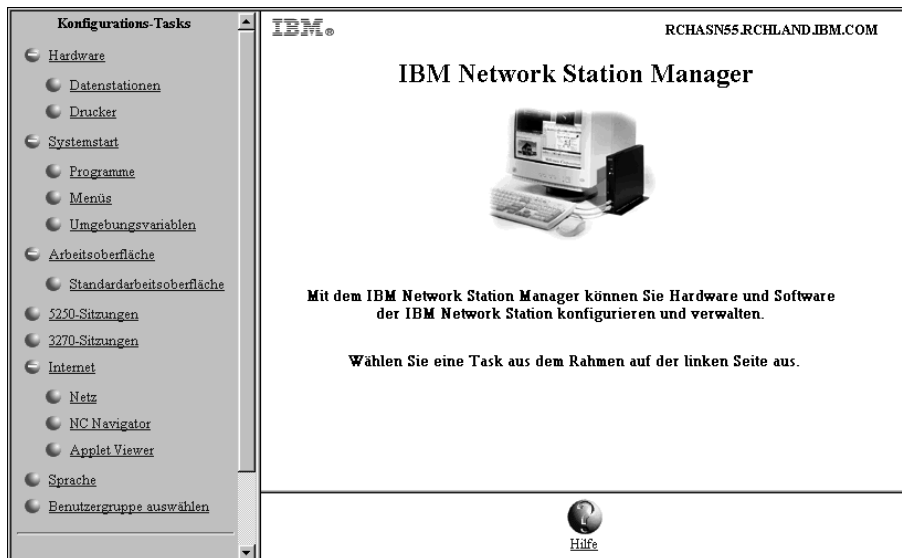 Konfigurations-Tasks
Hardware
Datenstationen
Drucker
Systemstart
Programme
Menüs
Umgebungsvariablen
Arbeitsoberfläche
Standardarbeitsoberfläche
5250-Sitzungen
3270-Sitzungen
Internet
Netz
NC Navigator
Applet Viewer
Sprache
Benutzergruppe auswählen
IBM®
RCHASN55.RCHLAND.IBM.COM
IBM Network Station Manager
Mit dem IBM Network Station Manager können Sie Hardware und Software
der IBM Network Station konfigurieren und verwalten.
Wählen Sie eine Task aus dem Rahmen auf der linken Seite aus.
Hilfe